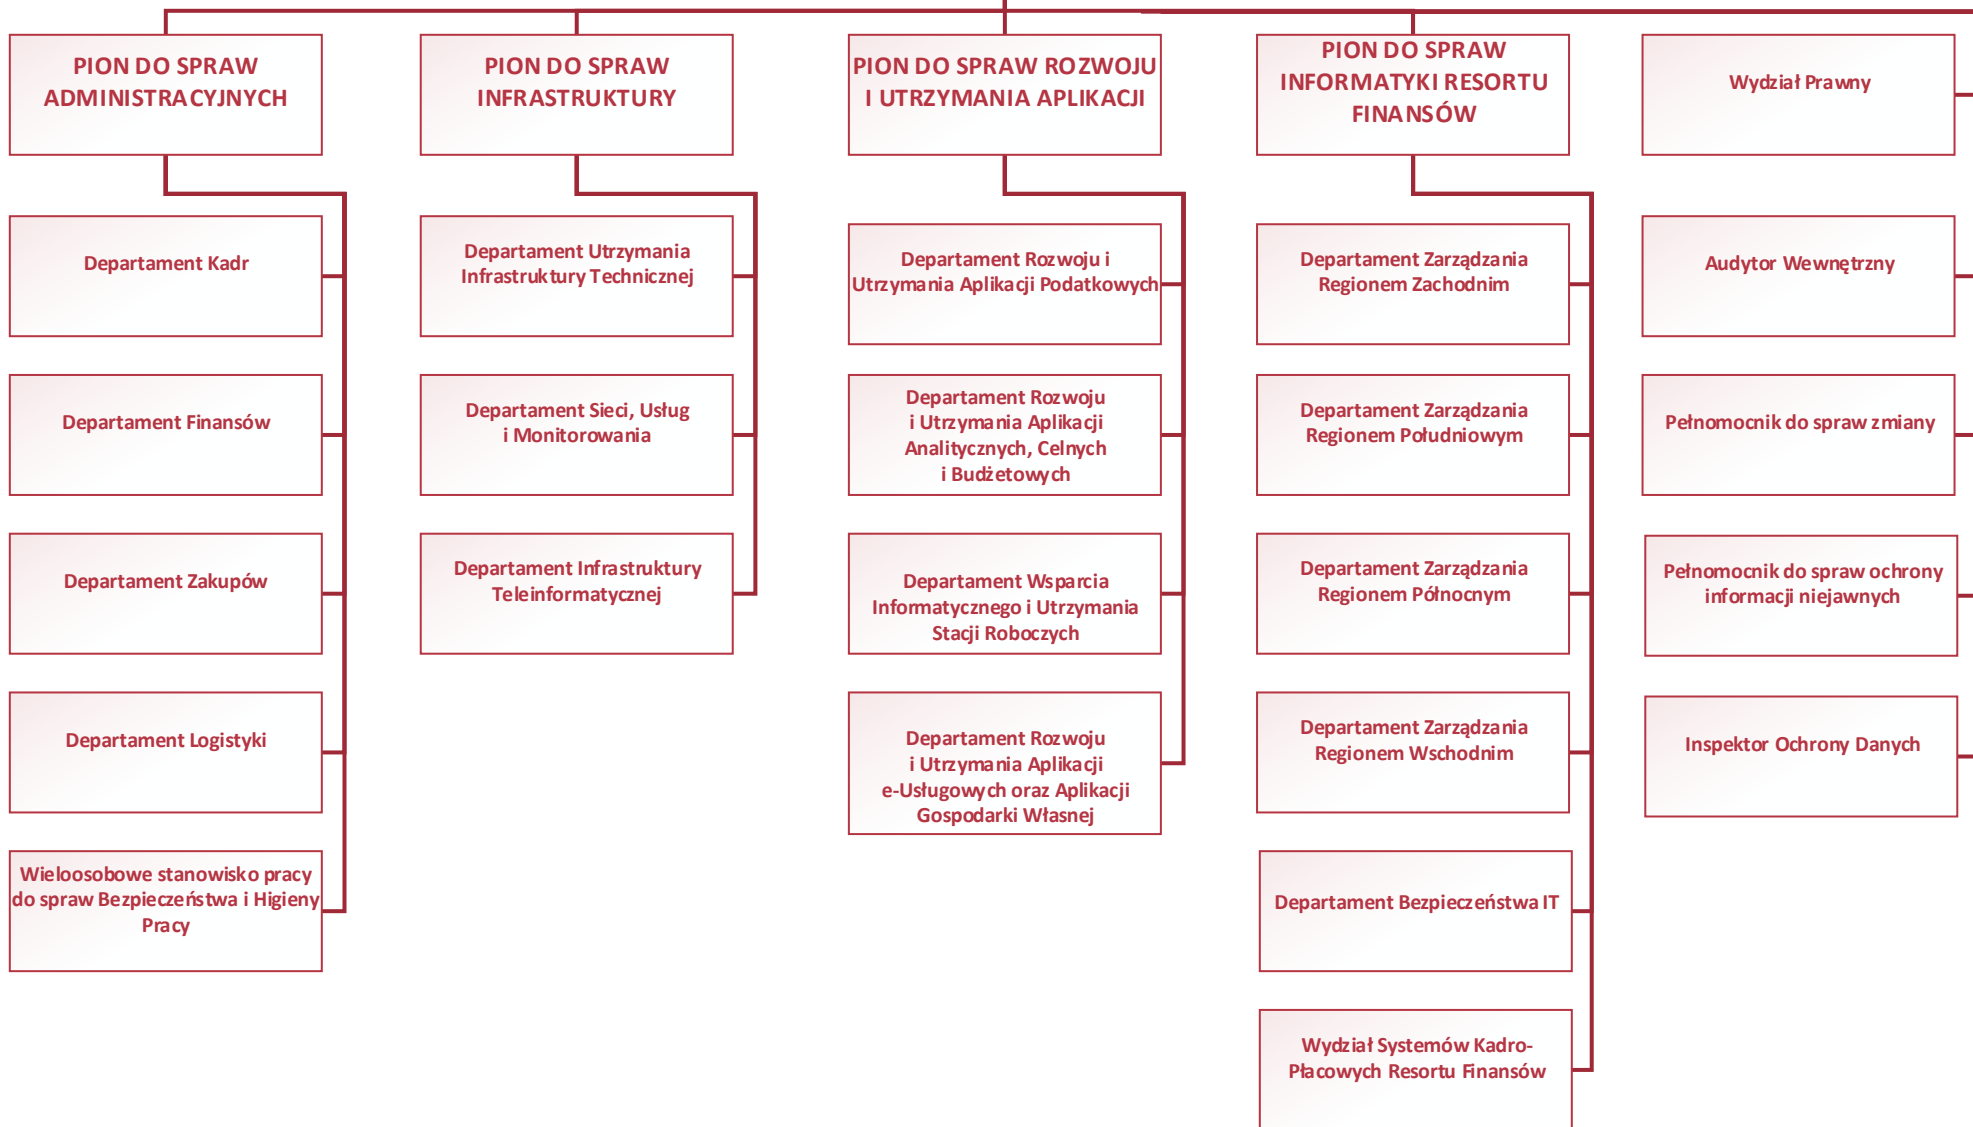 PION DO SPRAW
ADMINISTRACYJNYCH
Departament Kadr
Departament Finansów
Departament Zakupów
Departament Logistyki
Wieloosobowe stanowisko pracy
do spraw Bezpieczeństwa i Higieny
Pracy
PION DO SPRAW
INFRASTRUKTURY
Departament Utrzymania
Infrastruktury Technicznej
Departament Sieci, Usług
i Monitorowania
Departament Infrastruktury
Teleinformatycznej
PION DO SPRAW ROZWOJU
I UTRZYMANIA APLIKACJI
Departament Rozwoju i
Utrzymania Aplikacji Podatkowych
Departament Rozwoju
i Utrzymania Aplikacji
Analitycznych, Celnych
i Budżetowych
Departament Wsparcia
Informatycznego i Utrzymania
Stacji Roboczych
Departament Rozwoju
i Utrzymania Aplikacji
e-Usługowych oraz Aplikacji
Gospodarki Własnej
PION DO SPRAW
INFORMATYKI RESORTU
FINANSÓW
Departament Zarządzania
Regionem Zachodnim
Departament Zarządzania
Regionem Południowym
Departament Zarządzania
Regionem Północnym
Departament Zarządzania
Regionem Wschodnim
Departament Bezpieczeństwa IT
Wydział Systemów Kadro-
Płacowych Resortu Finansów
Wydział Prawny
Audytor Wewnętrzny
Pełnomocnik do spraw zmiany
Pełnomocnik do spraw ochrony
informacji niejawnych
Inspektor Ochrony Danych